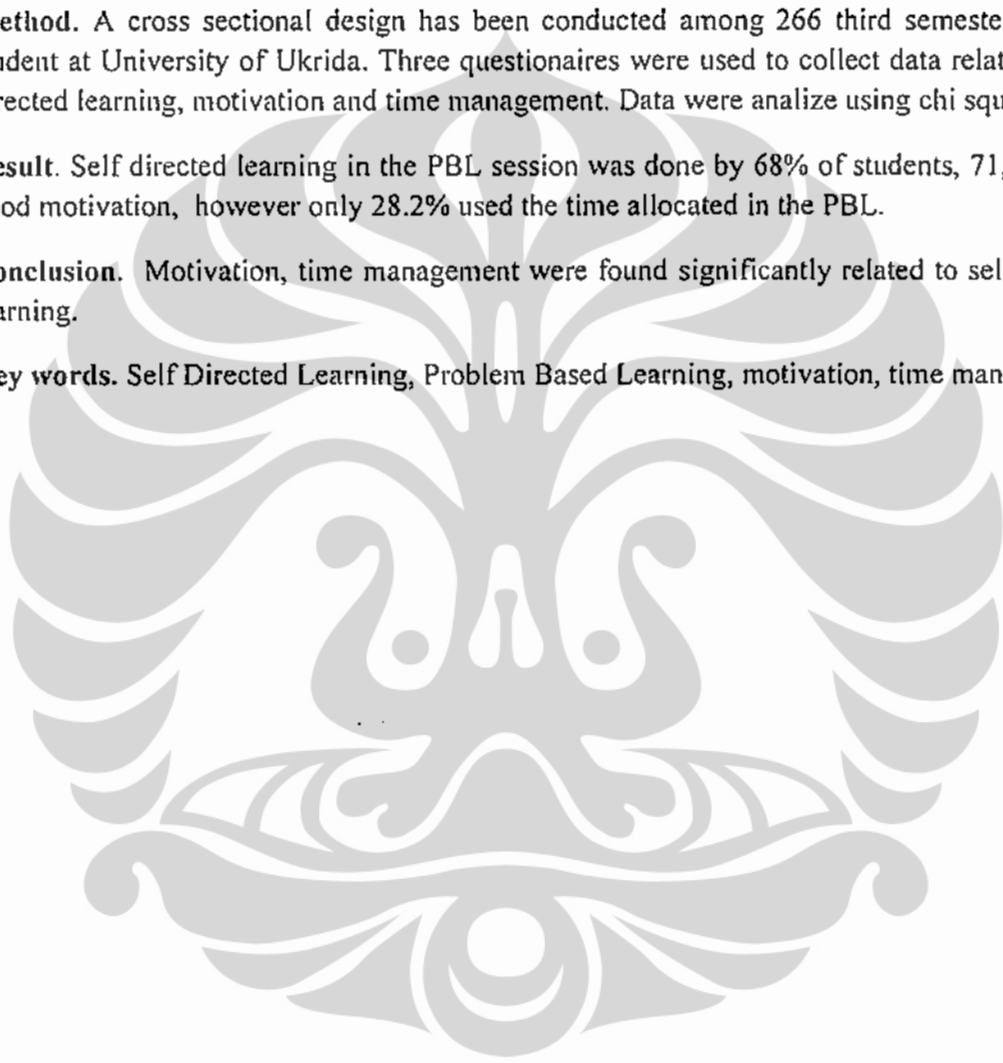 ethod. A cross sectional design has been conducted among 266 third semeste
udent at University of Ukrida. Three questionaires were used to collect data relat
rected learning, motivation and time management. Data were analize using chi squ
esult. Self directed learning in the PBL session was done by 68% of students, 71,
od motivation, however only 28.2% used the time allocated in the PBL.
onclusion. Motivation, time management were found significantly related to sel
arning.
ey words. Self Directed Learning, Problem Based Learning, motivation, time man